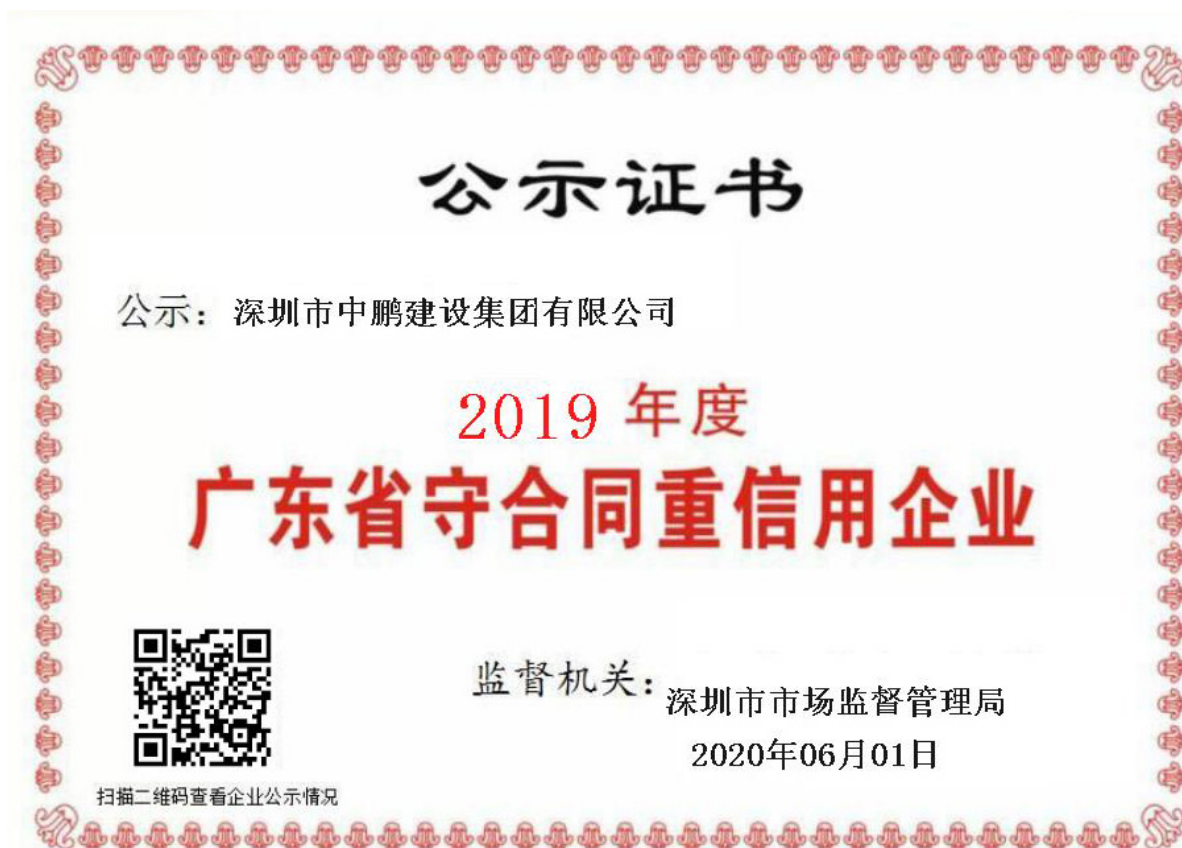 公示证书
公示：深圳市中鹏建设集团有限公司
2019 年度
广东省守合同重信用企业
监督机关：深圳市市场监督管理局
2020年06月01日
扫描二维码查看企业公示情况